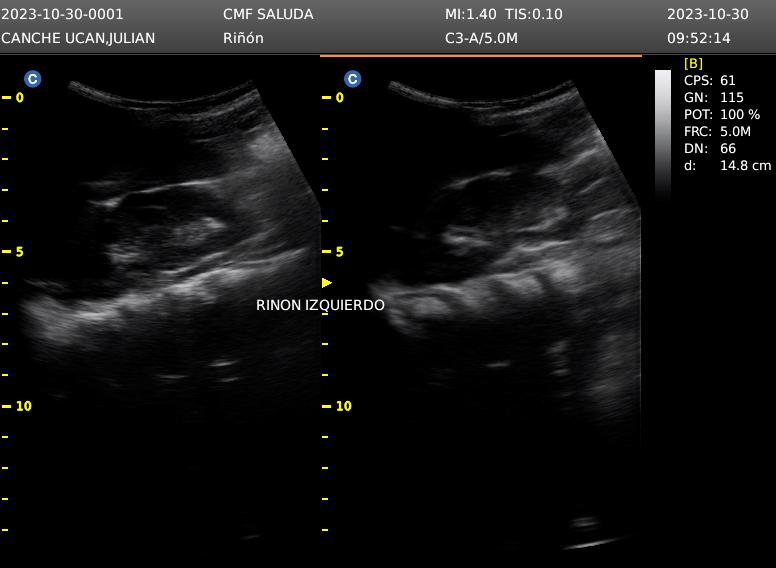 2023-10-30-0001 CMF SALUDA MI:1.40 TIS:0.10 2023-10-30
CANCHE UCAN,JULIAN Riñón C3-A/5.0M 09:52:14
[B]
CPS: 61
GN: 115
POT: 100 %
FRC: 5.0M
DN: 66
d: 14.8 cm
C C
0 0
5 5
RINON IZQUIERDO
10 10